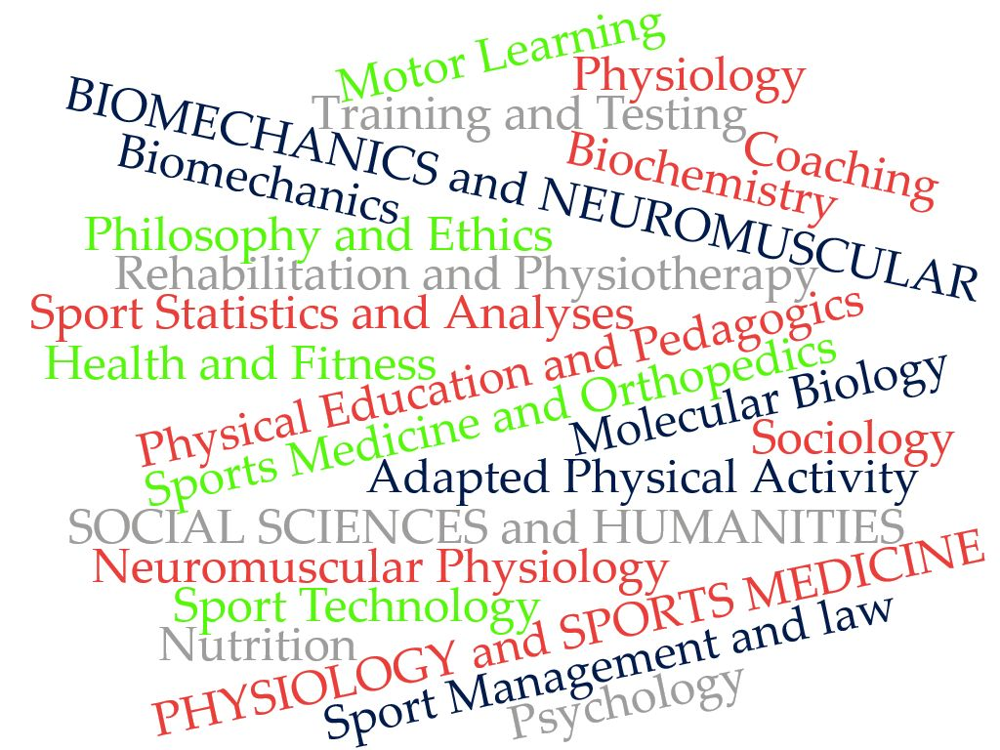 Motor Learning
Physiology
Training and Testing
BIOMECHANICS and NEUROMUSCULAR
Coaching
Biochemistry
Biomechanics
Philosophy and Ethics
Rehabilitation and Physiotherapy
Sport Statistics and Analyses
Health and Fitness
Physical Education and Pedagogics
Sports Medicine and Orthopedics
Molecular Biology
Sociology
Adapted Physical Activity
SOCIAL SCIENCES and HUMANITIES
Neuromuscular Physiology
Sport Technology
Nutrition
PHYSIOLOGY and SPORTS MEDICINE
Sport Management and law
Psychology